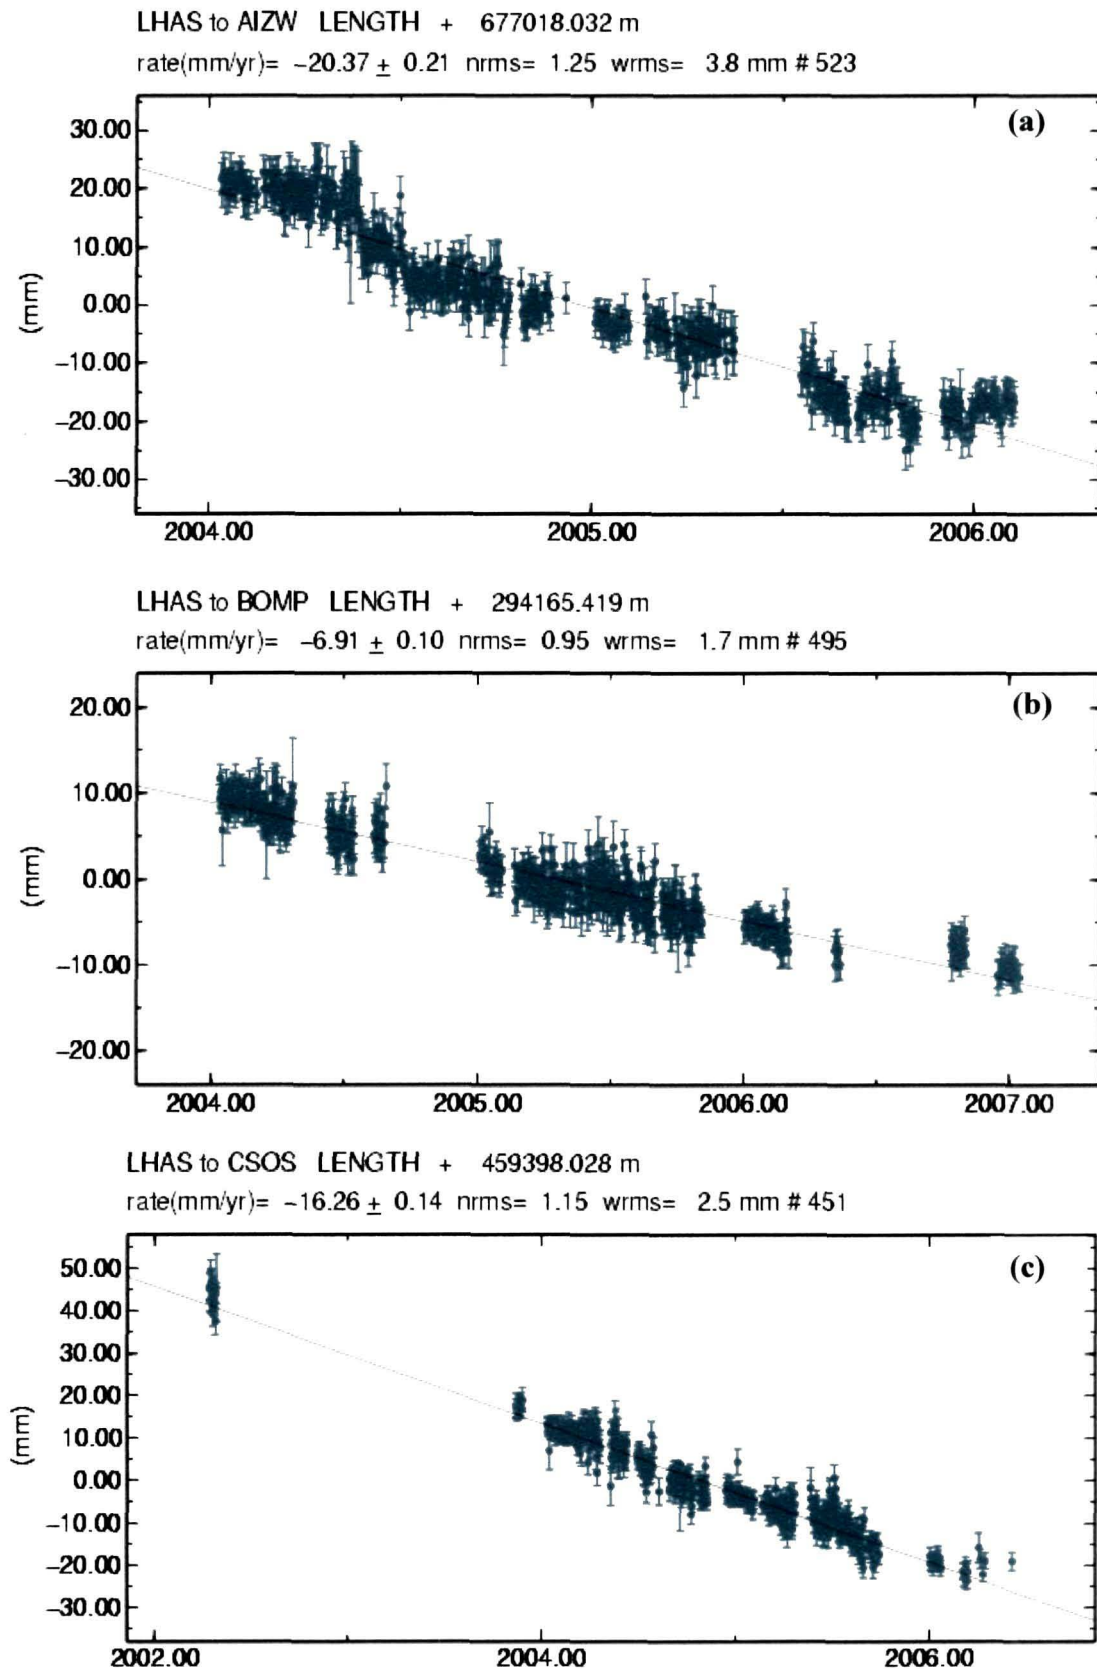 LHAS to AIZW LENGTH + 677018.032 m
rate(mm/yr)= −20.37 ± 0.21 nrms= 1.25 wrms= 3.8 mm # 523
(a)
30.00
20.00
10.00
0.00
−10.00
−20.00
−30.00
(mm)
2004.00 2005.00 2006.00
LHAS to BOMP LENGTH + 294165.419 m
rate(mm/yr)= −6.91 ± 0.10 nrms= 0.95 wrms= 1.7 mm # 495
(b)
20.00
10.00
0.00
−10.00
−20.00
(mm)
2004.00 2005.00 2006.00 2007.00
LHAS to CSOS LENGTH + 459398.028 m
rate(mm/yr)= −16.26 ± 0.14 nrms= 1.15 wrms= 2.5 mm # 451
(c)
50.00
40.00
30.00
20.00
10.00
0.00
−10.00
−20.00
−30.00
(mm)
2002.00 2004.00 2006.00